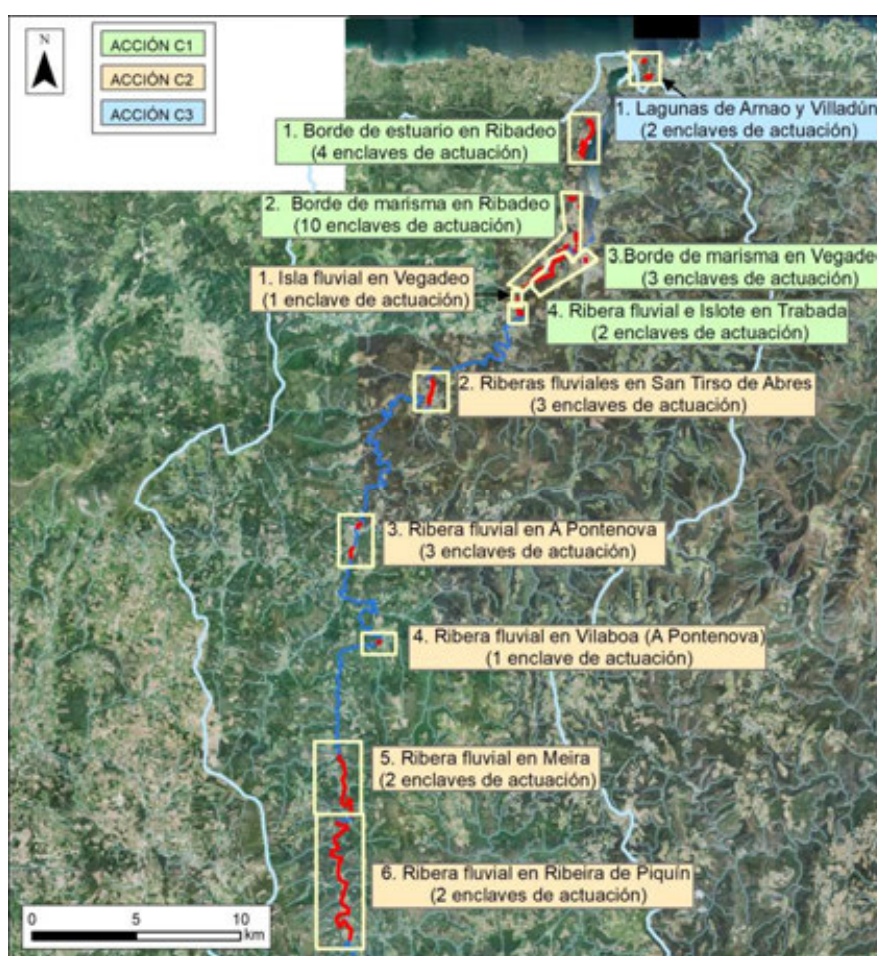 N
ACCIÓN C1
ACCIÓN C2
ACCIÓN C3
1. Lagunas de Arnao y Villadún
(2 enclaves de actuación)
1. Borde de estuario en Ribadeo
(4 enclaves de actuación)
2. Borde de marisma en Ribadeo
(10 enclaves de actuación)
3.Borde de marisma en Vegadeo
(3 enclaves de actuación)
1. Isla fluvial en Vegadeo
(1 enclave de actuación)
4. Ribera fluvial e Islote en Trabada
(2 enclaves de actuación)
2. Riberas fluviales en San Tirso de Abres
(3 enclaves de actuación)
3. Ribera fluvial en A Pontenova
(3 enclaves de actuación)
4. Ribera fluvial en Vilaboa (A Pontenova)
(1 enclave de actuación)
5. Ribera fluvial en Meira
(2 enclaves de actuación)
6. Ribera fluvial en Ribeira de Piquín
(2 enclaves de actuación)
0 5 10
km